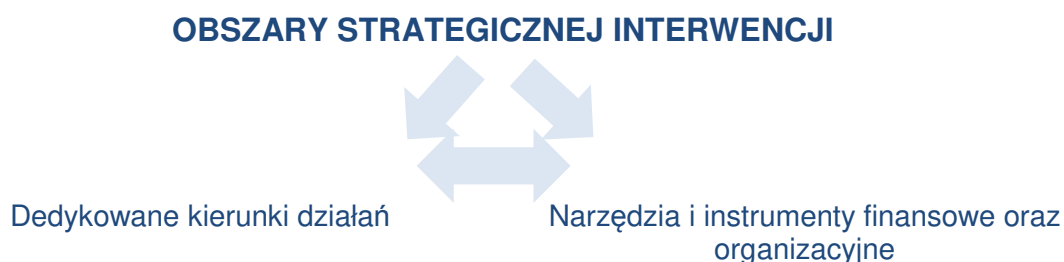 OBSZARY STRATEGICZNEJ INTERWENCJI
Dedykowane kierunki działań
Narzędzia i instrumenty finansowe oraz
organizacyjne